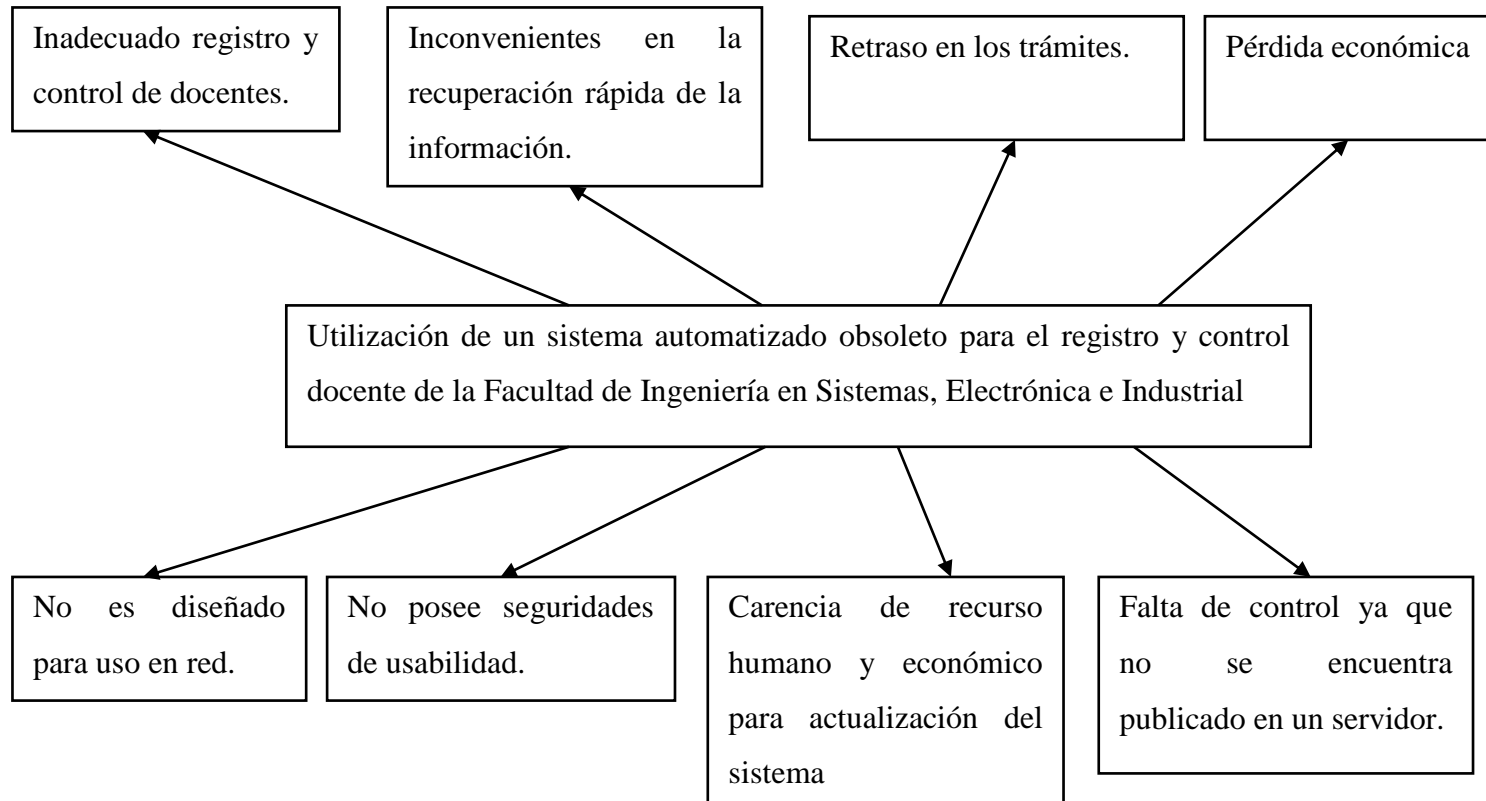 Inadecuado registro y
control de docentes.
Inconvenientes en la
recuperación rápida de la
información.
Retraso en los trámites.
Pérdida económica
Utilización de un sistema automatizado obsoleto para el registro y control
docente de la Facultad de Ingeniería en Sistemas, Electrónica e Industrial
No es diseñado
para uso en red.
No posee seguridades
de usabilidad.
Carencia de recurso
humano y económico
para actualización del
sistema
Falta de control ya que
no se encuentra
publicado en un servidor.